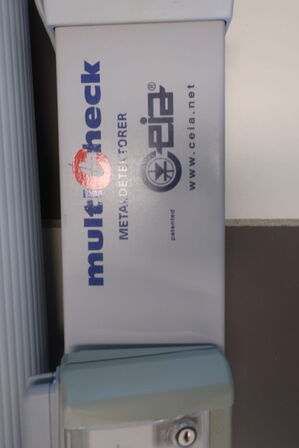 multicheck
METALDETEKTORER
ceia®
www.ceia.net
patented